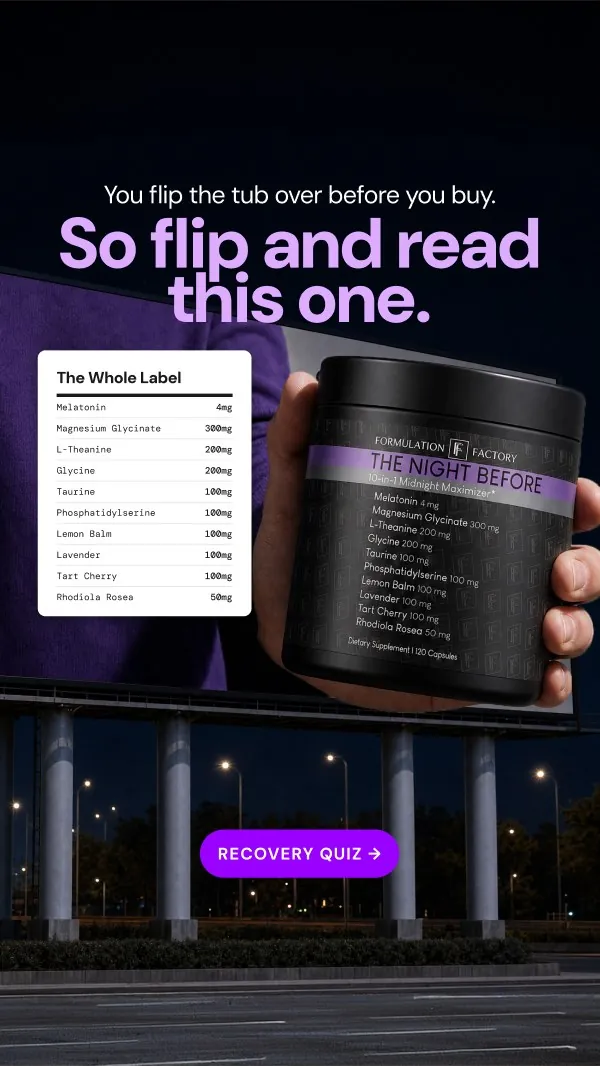 You flip the tub over before you buy.
So flip and read
this one.
The Whole Label
Melatonin 4mg
Magnesium Glycinate 300mg
L-Theanine 200mg
Glycine 200mg
Taurine 100mg
Phosphatidylserine 100mg
Lemon Balm 100mg
Lavender 100mg
Tart Cherry 100mg
Rhodiola Rosea 50mg
FORMULATION F FACTORY
THE NIGHT BEFORE
10-in-1 Midnight Maximizer*
Melatonin 4 mg
Magnesium Glycinate 300 mg
L-Theanine 200 mg
Glycine 200 mg
Taurine 100 mg
Phosphatidylserine 100 mg
Lemon Balm 100 mg
Lavender 100 mg
Tart Cherry 100 mg
Rhodiola Rosea 50 mg
Dietary Supplement | 120 Capsules
RECOVERY QUIZ →